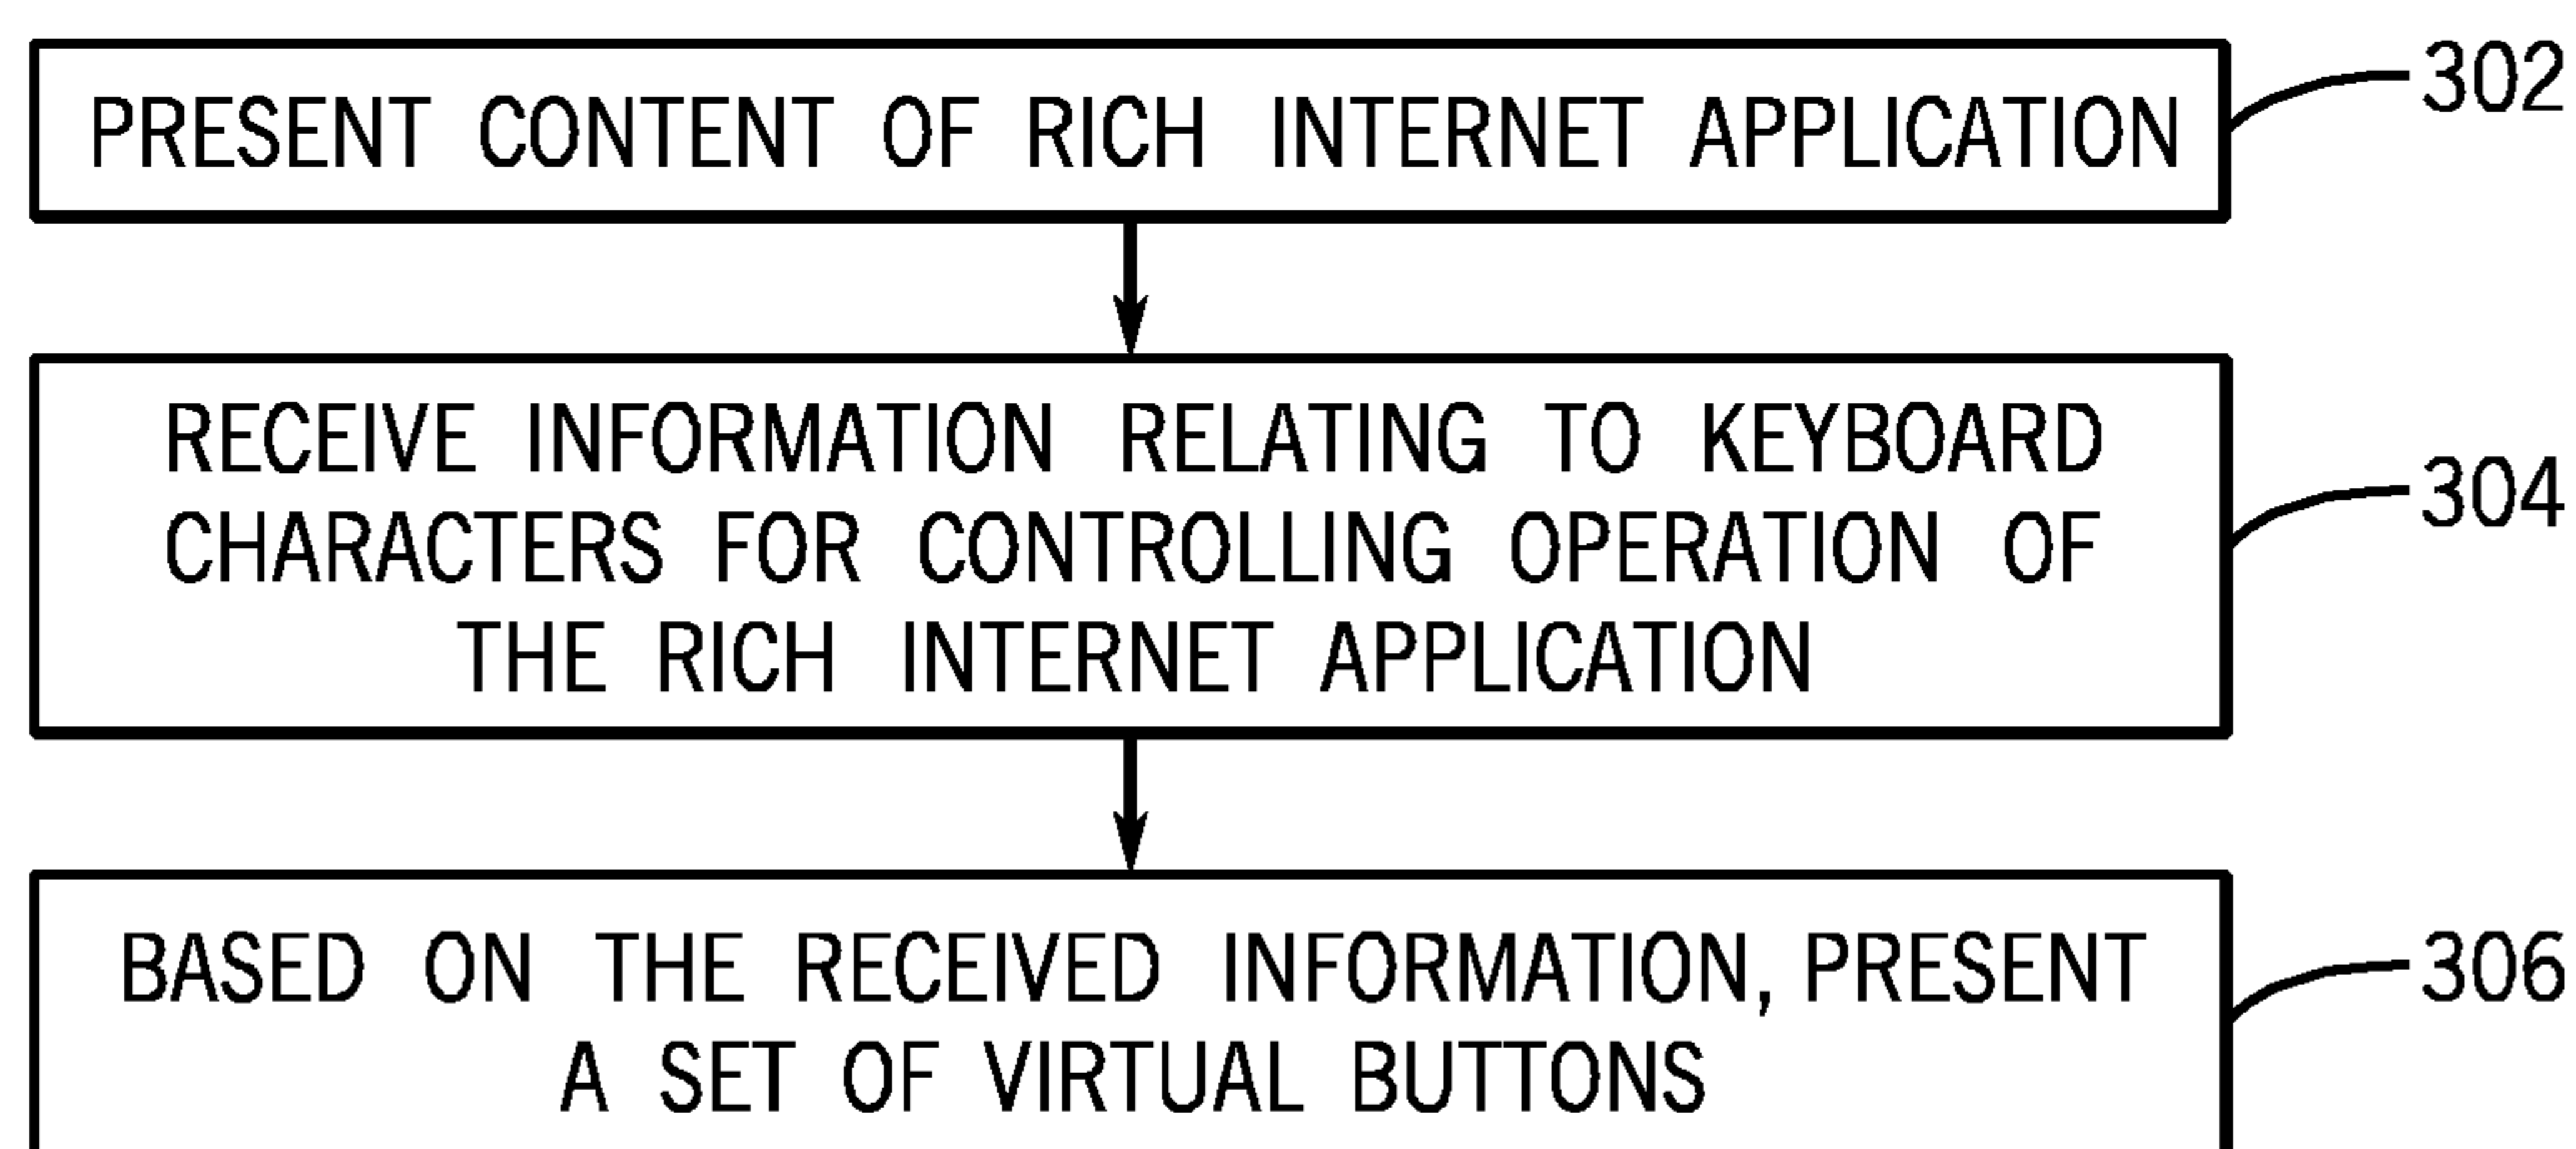 PRESENT CONTENT OF RICH INTERNET APPLICATION
302
RECEIVE INFORMATION RELATING TO KEYBOARD
CHARACTERS FOR CONTROLLING OPERATION OF
THE RICH INTERNET APPLICATION
304
BASED ON THE RECEIVED INFORMATION, PRESENT
A SET OF VIRTUAL BUTTONS
306